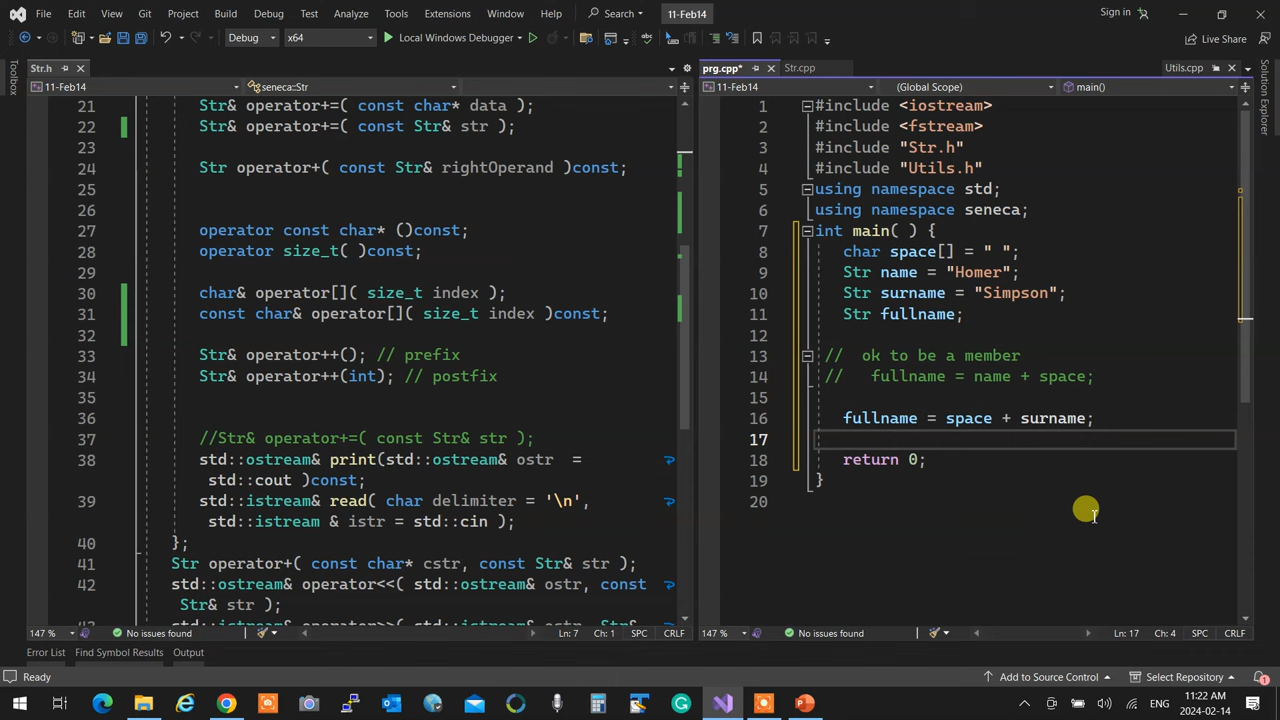 File Edit View Git Project Build Debug Test Analyze Tools Extensions Window Help Search 11-Feb14 Sign in
Debug x64 Local Windows Debugger Live Share
Toolbox
Str.h
11-Feb14 seneca::Str
21 Str& operator+=( const char* data );
22 Str& operator+=( const Str& str );
23
24 Str operator+( const Str& rightOperand )const;
25
26
27 operator const char* ()const;
28 operator size_t( )const;
29
30 char& operator[]( size_t index );
31 const char& operator[]( size_t index )const;
32
33 Str& operator++(); // prefix
34 Str& operator++(int); // postfix
35
36
37 //Str& operator+=( const Str& str );
38 std::ostream& print(std::ostream& ostr =
std::cout )const;
39 std::istream& read( char delimiter = '\n',
std::istream & istr = std::cin );
40 };
41 Str operator+( const char* cstr, const Str& str );
42 std::ostream& operator<<( std::ostream& ostr, const
Str& str );
43 std::istream& operator>>( std::istream& istr, Str&
147 % No issues found Ln: 7 Ch: 1 SPC CRLF
prg.cpp* Str.cpp Utils.cpp
11-Feb14 (Global Scope) main()
1 #include <iostream>
2 #include <fstream>
3 #include "Str.h"
4 #include "Utils.h"
5 using namespace std;
6 using namespace seneca;
7 int main( ) {
8 char space[] = " ";
9 Str name = "Homer";
10 Str surname = "Simpson";
11 Str fullname;
12
13 // ok to be a member
14 // fullname = name + space;
15
16 fullname = space + surname;
17
18 return 0;
19 }
20
147 % No issues found Ln: 17 Ch: 4 SPC CRLF
Solution Explorer
Error List Find Symbol Results Output
Ready Add to Source Control Select Repository 1
ENG 11:22 AM
2024-02-14